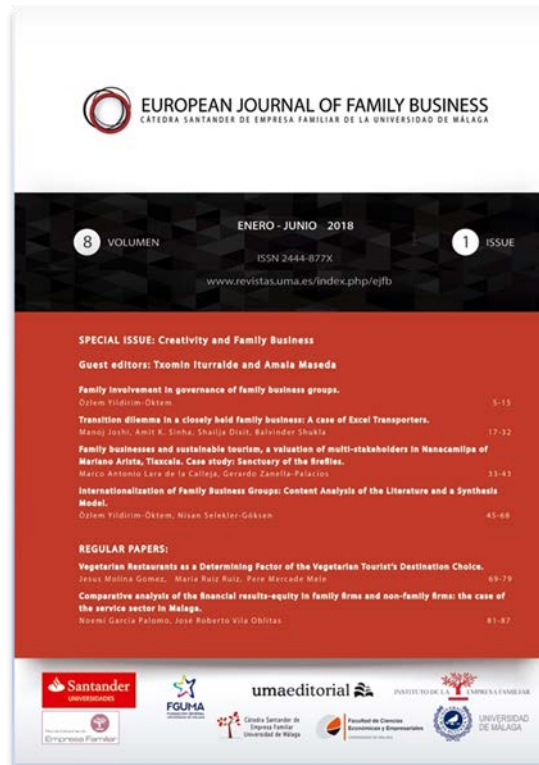 EUROPEAN JOURNAL OF FAMILY BUSINESS
CÁTEDRA SANTANDER DE EMPRESA FAMILIAR DE LA UNIVERSIDAD DE MÁLAGA
8 VOLUMEN
ENERO - JUNIO 2018
1 ISSUE
ISSN 2444-877X
www.revistas.uma.es/index.php/ejfb
SPECIAL ISSUE: Creativity and Family Business
Guest editors: Txomin Iturralde and Amaia Maseda
Family involvement in governance of family business groups.
Özlem Yildirim-Öktem 5-15
Transition dilemma in a closely held family business: A case of Excel Transporters.
Manoj Joshi, Amit K. Sinha, Shailja Dixit, Balvinder Shukla 17-32
Family businesses and sustainable tourism, a valuation of multi-stakeholders in Nanacamilpa of
Mariano Arista, Tlaxcala. Case study: Sanctuary of the fireflies.
Marco Antonio Lara de la Calleja, Gerardo Zanella-Palacios 33-43
Internationalization of Family Business Groups: Content Analysis of the Literature and a Synthesis
Model.
Özlem Yildirim-Öktem, Nisan Selekler-Göksen 45-68
REGULAR PAPERS:
Vegetarian Restaurants as a Determining Factor of the Vegetarian Tourist's Destination Choice.
Jesus Molina Gomez, Maria Ruiz Ruiz, Pere Mercade Mele 69-79
Comparative analysis of the financial results-equity in family firms and non-family firms: the case of
the service sector in Malaga.
Noemí García Palomo, José Roberto Vila Oblitas 81-87
Santander
UNIVERSIDADES
FGUMA
umaeditorial
INSTITUTO DE LA EMPRESA FAMILIAR
Empresa Familiar
Cátedra Santander de
Empresa Familiar
Universidad de Málaga
Facultad de Ciencias
Económicas y Empresariales
UNIVERSIDAD
DE MÁLAGA